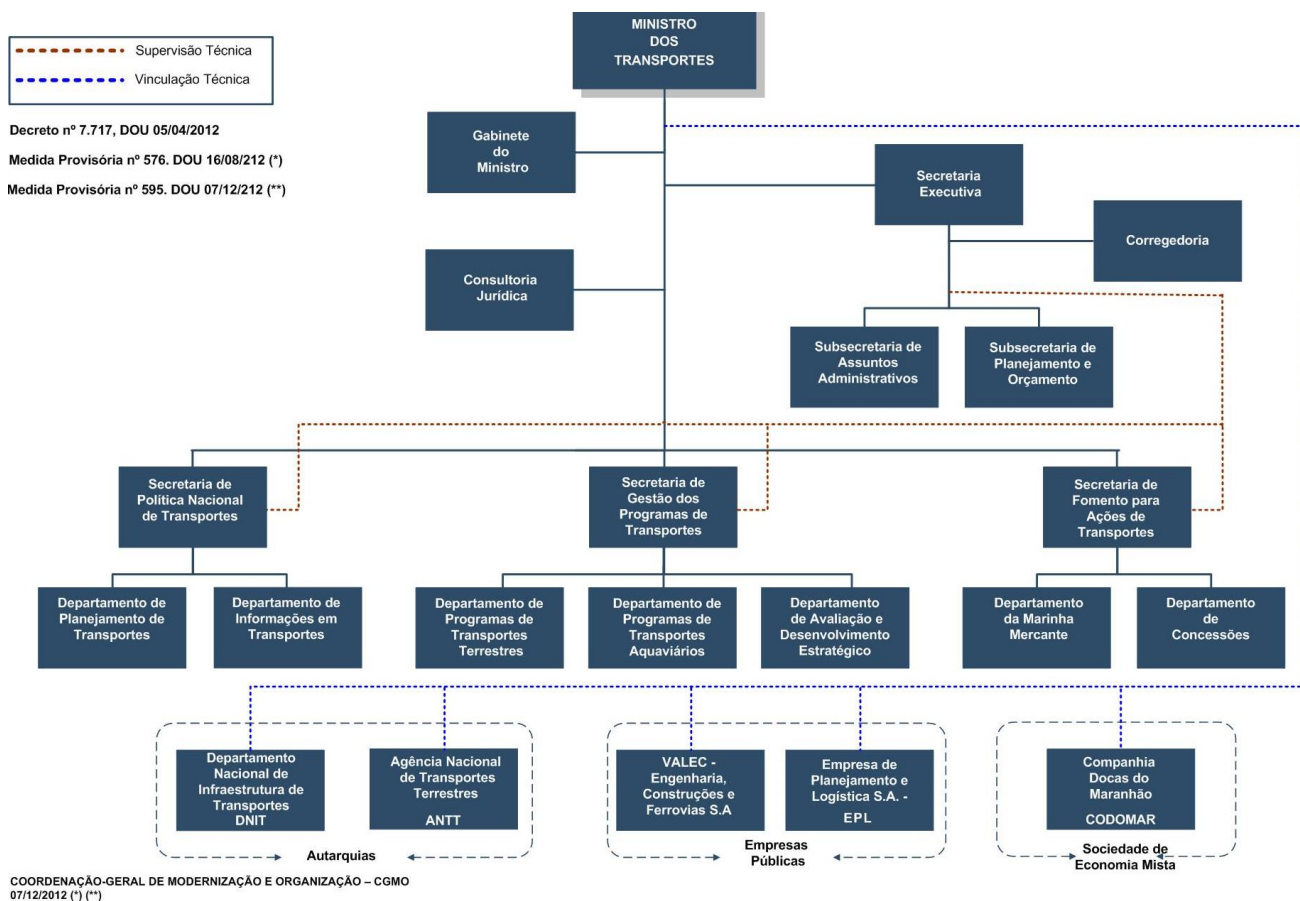 MINISTRO
DOS
TRANSPORTES
Supervisão Técnica
Vinculação Técnica
Decreto nº 7.717, DOU 05/04/2012
Medida Provisória nº 576. DOU 16/08/212 (*)
Medida Provisória nº 595. DOU 07/12/212 (**)
Gabinete
do
Ministro
Secretaria
Executiva
Corregedoria
Consultoria
Jurídica
Subsecretaria de
Assuntos
Administrativos
Subsecretaria de
Planejamento e
Orçamento
Secretaria de
Política Nacional
de Transportes
Secretaria de
Gestão dos
Programas de
Transportes
Secretaria de
Fomento para
Ações de
Transportes
Departamento de
Planejamento de
Transportes
Departamento de
Informações em
Transportes
Departamento de
Programas de
Transportes
Terrestres
Departamento de
Programas de
Transportes
Aquaviários
Departamento
de Avaliação e
Desenvolvimento
Estratégico
Departamento
da Marinha
Mercante
Departamento
de
Concessões
Departamento
Nacional de
Infraestrutura de
Transportes
DNIT
Agência Nacional
de Transportes
Terrestres
ANTT
VALEC -
Engenharia,
Construções e
Ferrovias S.A
Empresa de
Planejamento e
Logística S.A. -
EPL
Companhia
Docas do
Maranhão
CODOMAR
Autarquias
Empresas
Públicas
Sociedade de
Economia Mista
COORDENAÇÃO-GERAL DE MODERNIZAÇÃO E ORGANIZAÇÃO – CGMO
07/12/2012 (*) (**)